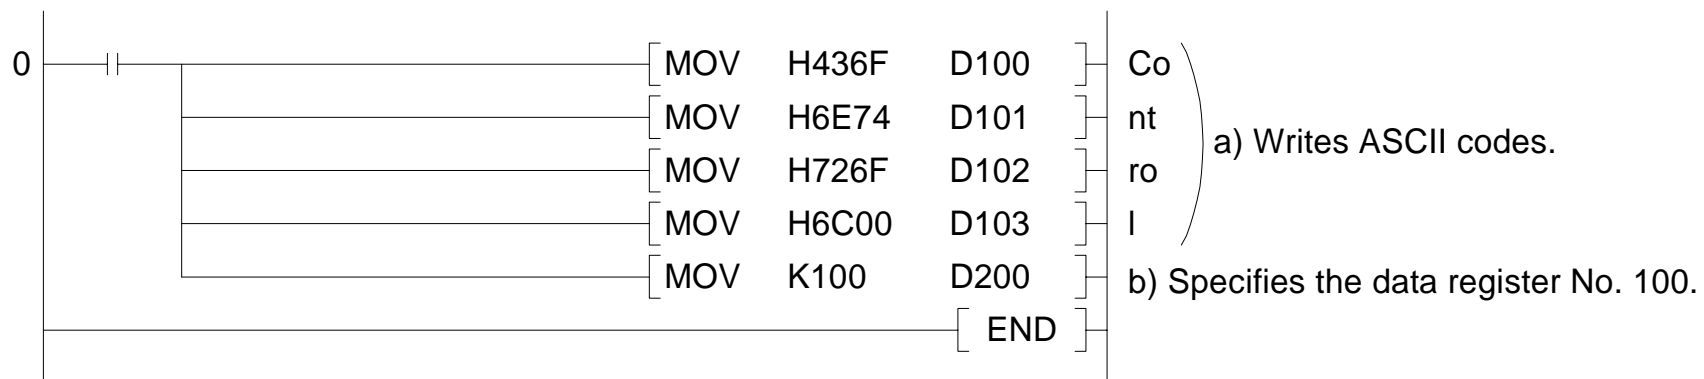 0 MOV H436F D100 Co
MOV H6E74 D101 nt
a) Writes ASCII codes.
MOV H726F D102 ro
MOV H6C00 D103 l
MOV K100 D200 b) Specifies the data register No. 100.
END